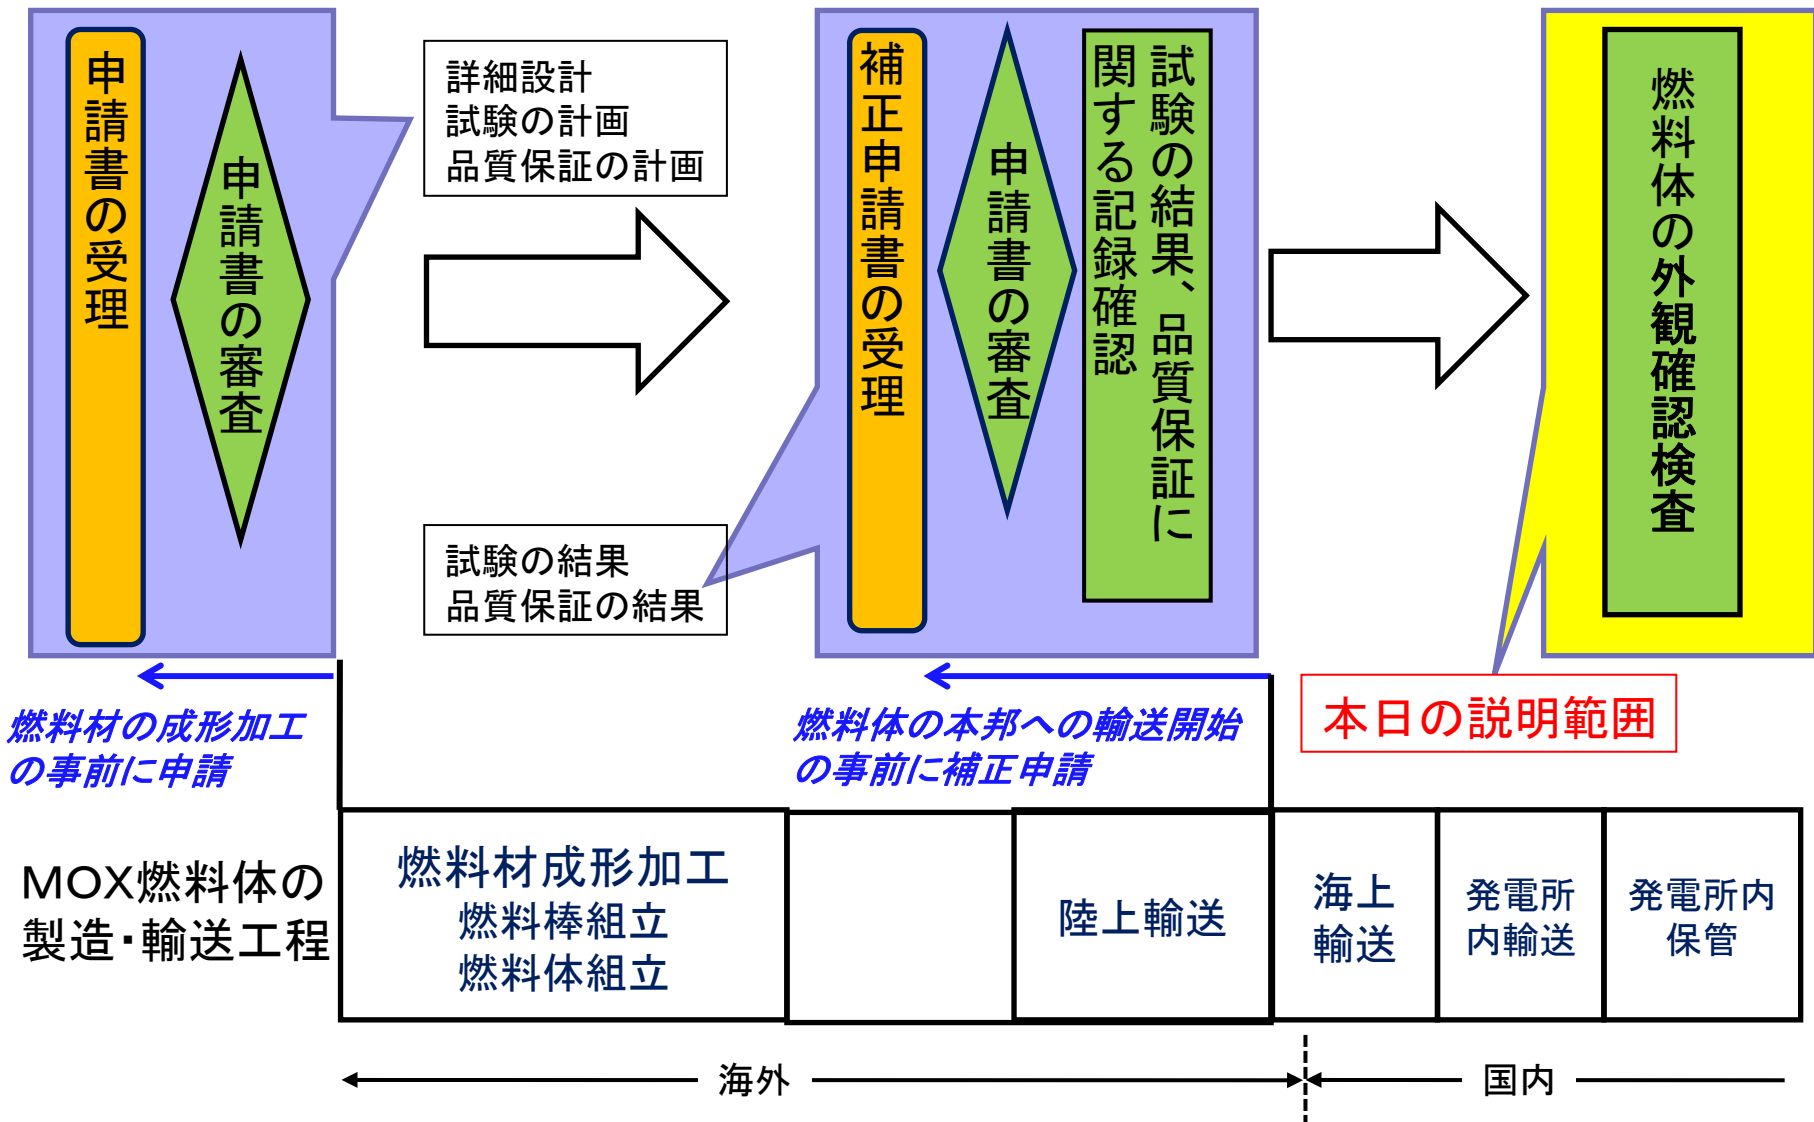 申請書の受理
申請書の審査
詳細設計
試験の計画
品質保証の計画
試験の結果
品質保証の結果
補正申請書の受理
申請書の審査
試験の結果、品質保証に
関する記録確認
燃料体の外観確認検査
燃料材の成形加工
の事前に申請
燃料体の本邦への輸送開始
の事前に補正申請
本日の説明範囲
MOX燃料体の
製造・輸送工程
燃料材成形加工
燃料棒組立
燃料体組立
陸上輸送
海上
輸送
発電所
内輸送
発電所内
保管
海外
国内